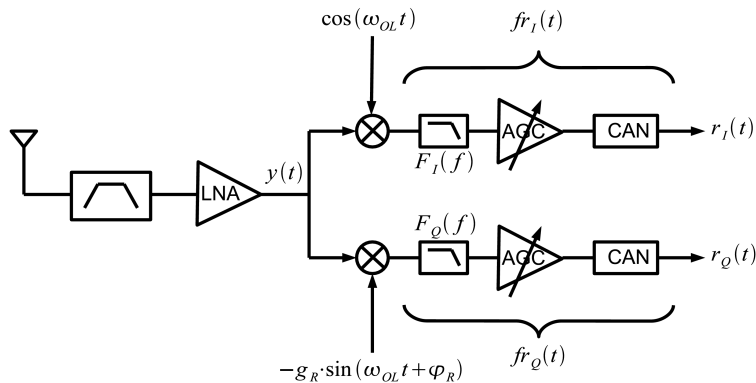 cos(ω_OL t)
fr_I(t)
AGC
CAN
r_I(t)
F_I(f)
LNA
y(t)
F_Q(f)
AGC
CAN
r_Q(t)
−g_R·sin(ω_OL t+φ_R)
fr_Q(t)